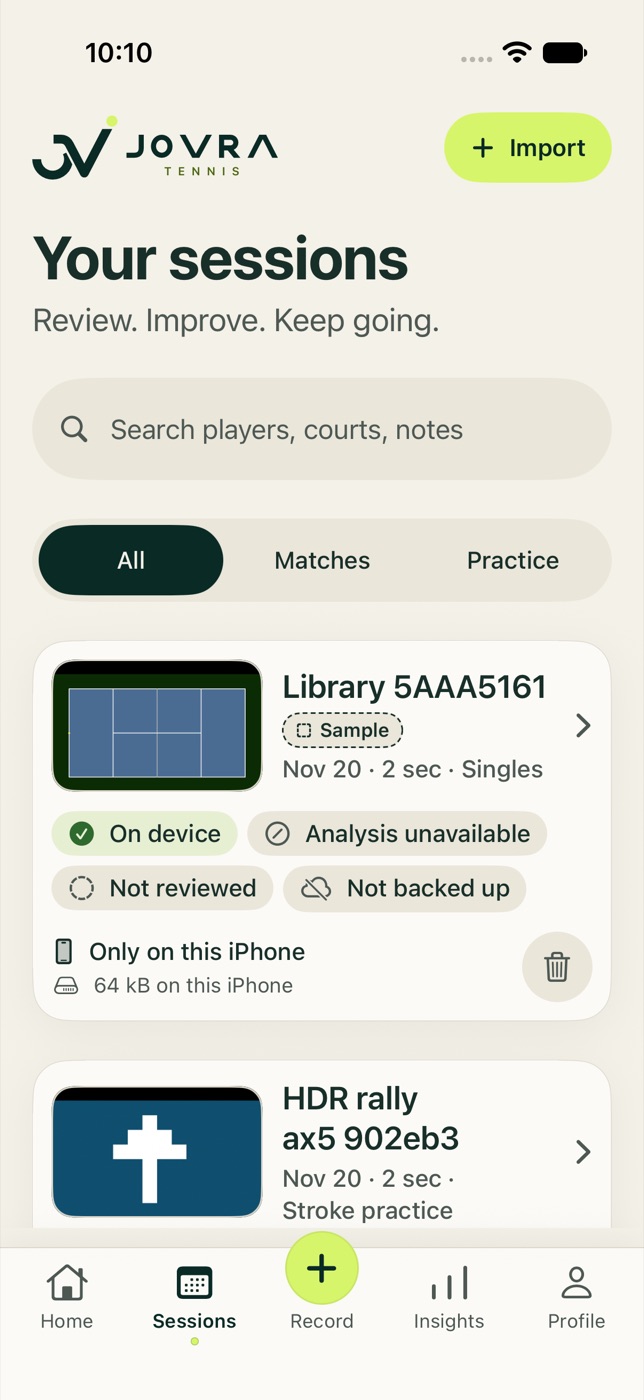 10:10
JOVRA
TENNIS
Import
Your sessions
Review. Improve. Keep going.
Search players, courts, notes
All Matches Practice
Library 5AAA5161
Sample
Nov 20 · 2 sec · Singles
On device Analysis unavailable
Not reviewed Not backed up
Only on this iPhone
64 kB on this iPhone
HDR rally
ax5 902eb3
Nov 20 · 2 sec ·
Stroke practice
Home Sessions Record Insights Profile